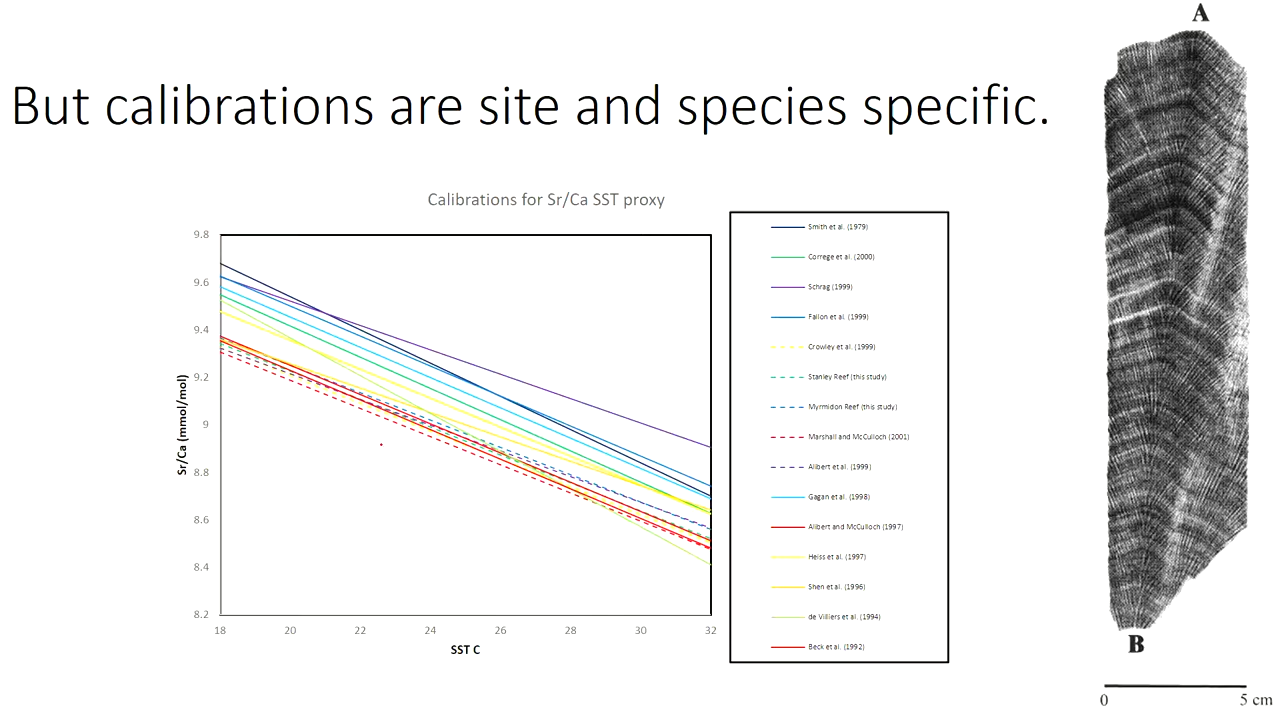 But calibrations are site and species specific.
Calibrations for Sr/Ca SST proxy
Sr/Ca (mmol/mol)
9.8
9.6
9.4
9.2
9
8.8
8.6
8.4
8.2
18 20 22 24 26 28 30 32
SST C
Smith et al. (1979)
Correge et al. (2000)
Schrag (1999)
Fallon et al. (1999)
Crowley et al. (1999)
Stanley Reef (this study)
Myrmidon Reef (this study)
Marshall and McCulloch (2001)
Alibert et al. (1999)
Gagan et al. (1998)
Alibert and McCulloch (1997)
Heiss et al. (1997)
Shen et al. (1996)
de Villiers et al. (1994)
Beck et al. (1992)
A
B
0 5 cm